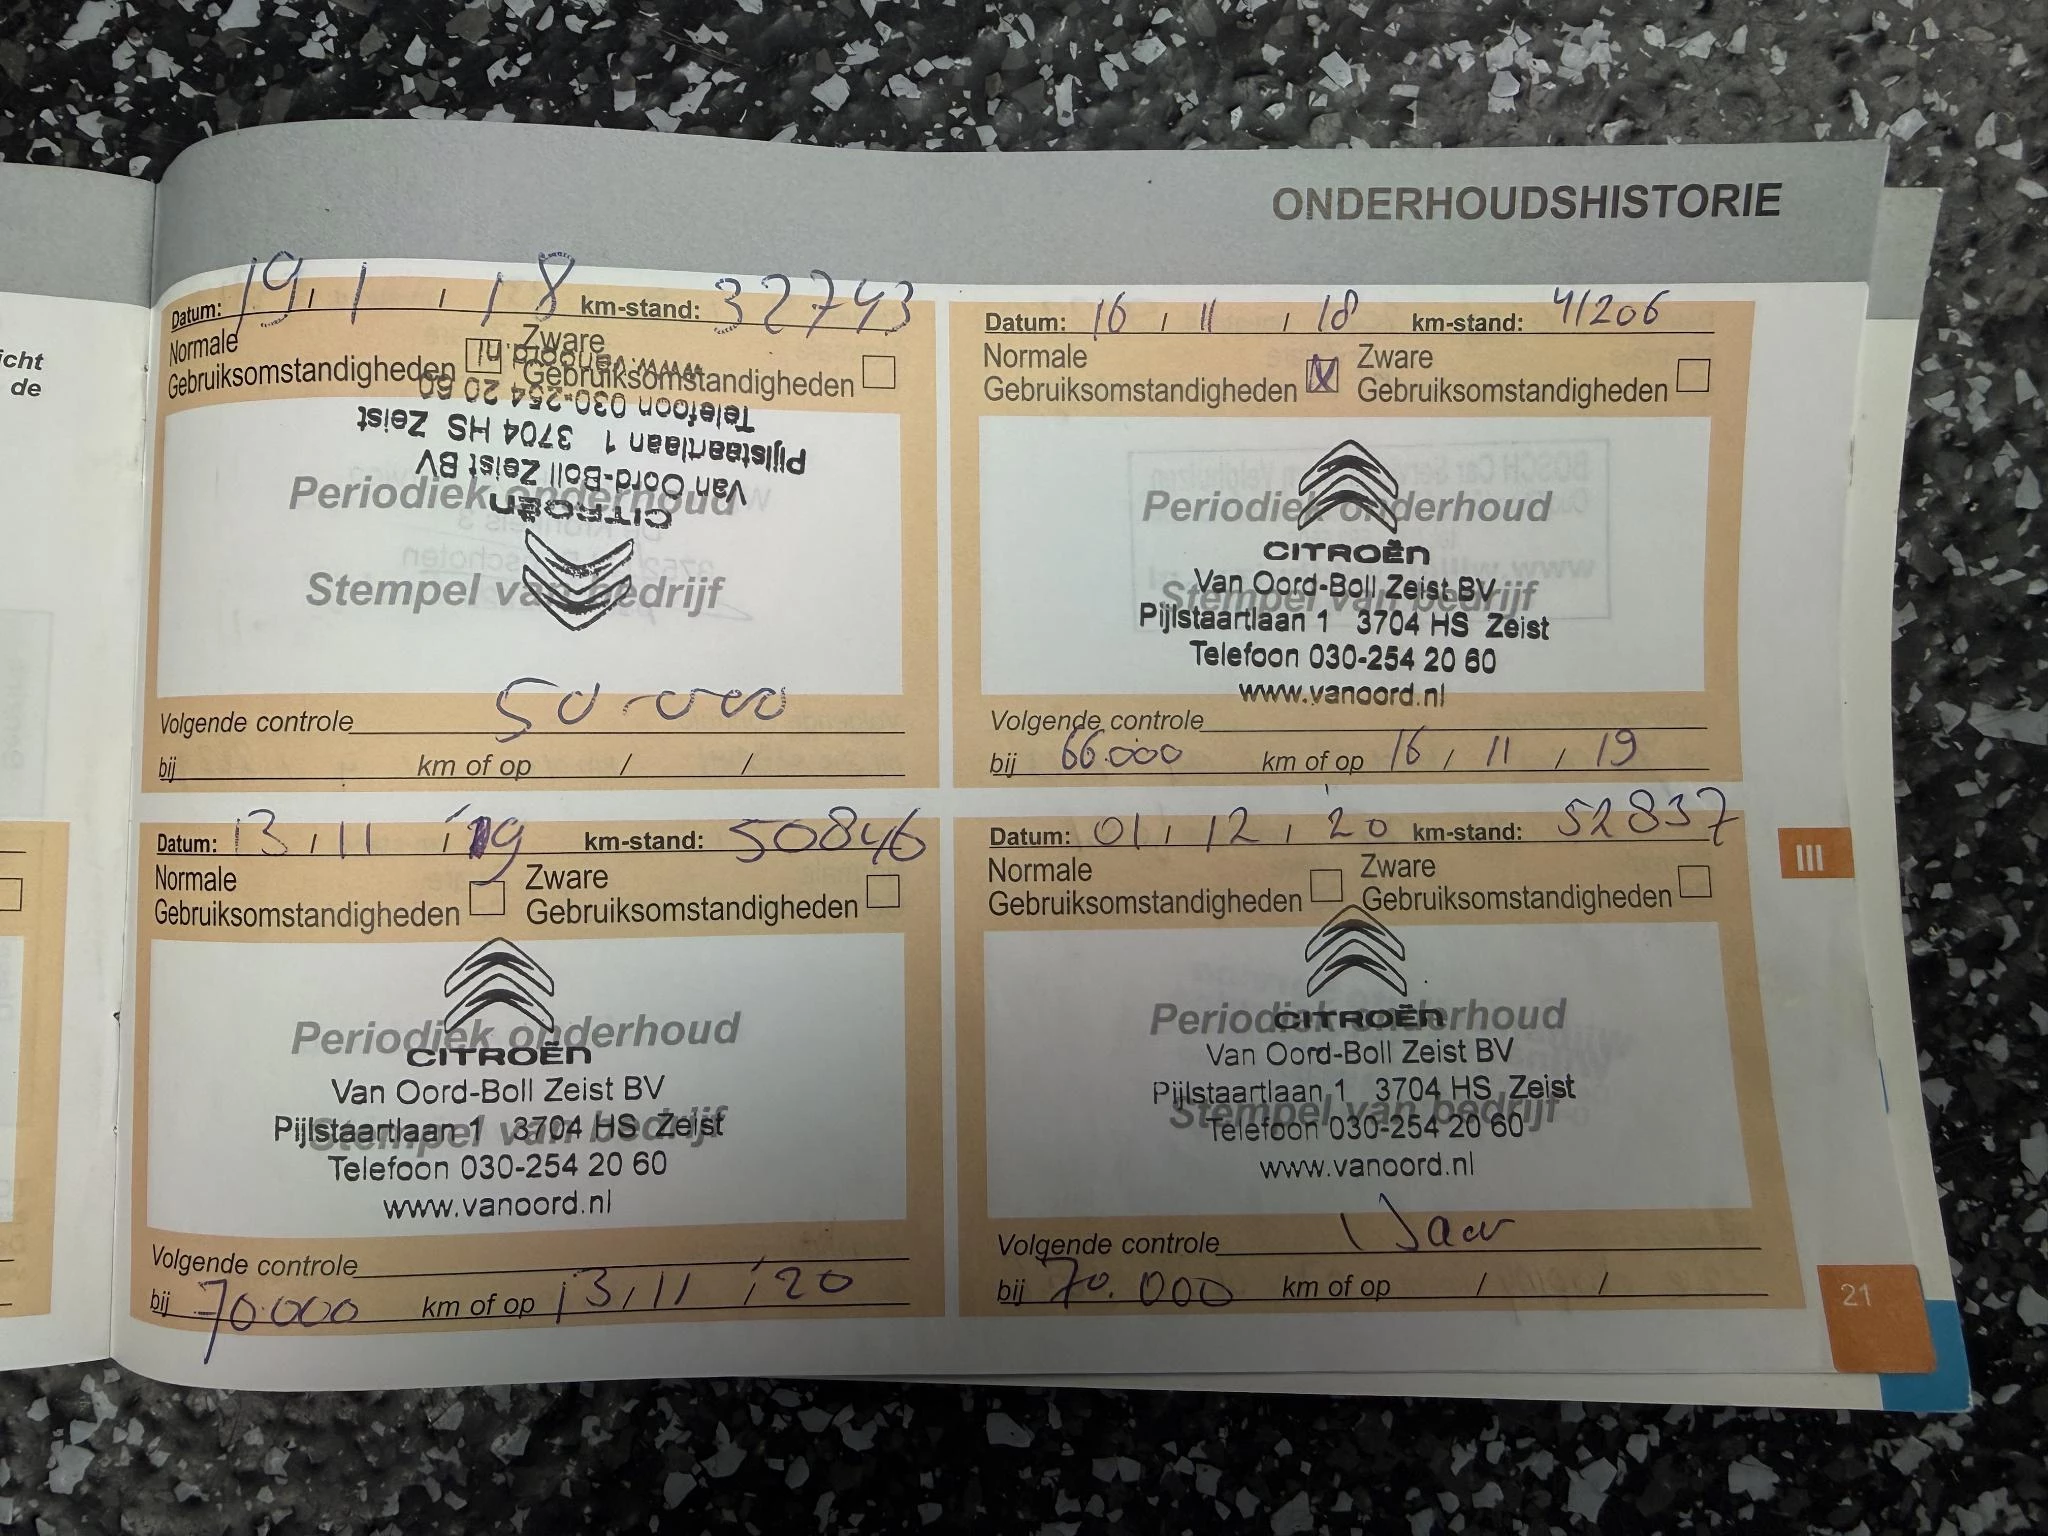 icht
de
ONDERHOUDSHISTORIE
Datum: 19 / 1 / 18 km-stand: 32743
Normale Gebruiksomstandigheden Zware Gebruiksomstandigheden
Periodiek onderhoud
Stempel van bedrijf
CITROËN
Van Oord-Boll Zeist BV
Pijlstaartlaan 1 3704 HS Zeist
Telefoon 030-254 20 60
www.vanoord.nl
Volgende controle 50.000
bij km of op / /
Datum: 16 / 11 / 18 km-stand: 41206
Normale Gebruiksomstandigheden X Zware Gebruiksomstandigheden
Periodiek onderhoud
Stempel van bedrijf
CITROËN
Van Oord-Boll Zeist BV
Pijlstaartlaan 1 3704 HS Zeist
Telefoon 030-254 20 60
www.vanoord.nl
Volgende controle
bij 66.000 km of op 16 / 11 / 19
Datum: 13 / 11 / '19 km-stand: 50846
Normale Gebruiksomstandigheden Zware Gebruiksomstandigheden
Periodiek onderhoud
Stempel van bedrijf
CITROËN
Van Oord-Boll Zeist BV
Pijlstaartlaan 1 3704 HS Zeist
Telefoon 030-254 20 60
www.vanoord.nl
Volgende controle
bij 70.000 km of op 13 / 11 / '20
Datum: 01 / 12 / 20 km-stand: 52837
Normale Gebruiksomstandigheden Zware Gebruiksomstandigheden
Periodiek onderhoud
Stempel van bedrijf
CITROËN
Van Oord-Boll Zeist BV
Pijlstaartlaan 1 3704 HS Zeist
Telefoon 030-254 20 60
www.vanoord.nl
Volgende controle 1 Jaar
bij 70.000 km of op / /
III
21